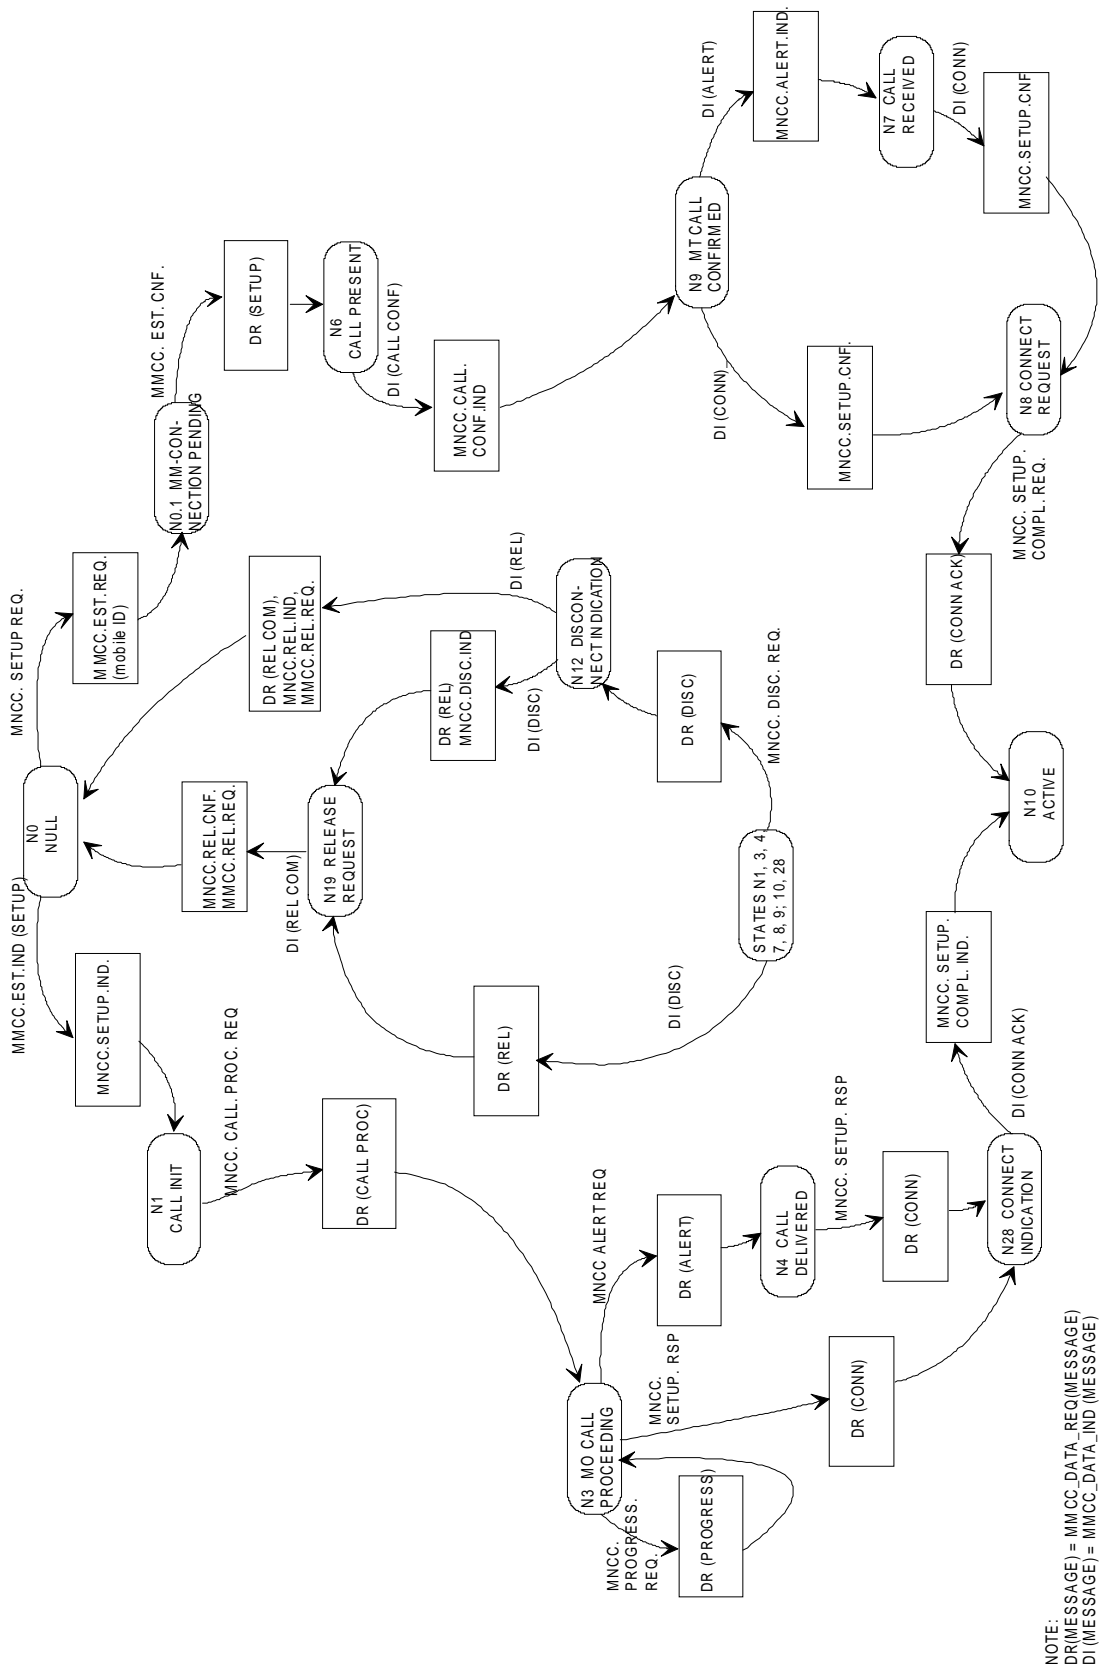 MMCC.EST.IND (SETUP)
N0
NULL
MNCC. SETUP REQ.
MNCC.SETUP.IND.
MNCC.REL.CNF.
MMCC.REL.REQ.
MMCC.EST.REQ.
(mobile ID)
N1
CALL INIT
MNCC. CALL. PROC. REQ
DI (REL COM)
DR (REL COM),
MNCC.REL.IND,
MMCC.REL.REQ.
N0.1 MM-CON-
NECTION PENDING
MMCC. EST. CNF.
DR (SETUP)
DR (CALL PROC)
N19 RELEASE
REQUEST
N6
CALL PRESENT
DI (CALL CONF)
DR (REL)
DR (REL)
MNCC.DISC.IND
MNCC.CALL.
CONF.IND
DI (DISC)
DI (REL)
N3 MO CALL
PROCEEDING
N12 DISCON-
NECT INDICATION
MNCC ALERT REQ
DI (DISC)
MNCC.
PROGRESS.
REQ.
MNCC.
SETUP. RSP
DR (ALERT)
DR (DISC)
N9 MT CALL
CONFIRMED
DI (ALERT)
DR (PROGRESS)
DI (CONN)
N4 CALL
DELIVERED
STATES N1, 3, 4
7, 8, 9; 10, 28
MNCC. DISC. REQ.
MNCC.ALERT.IND.
MNCC. SETUP. RSP
DR (CONN)
DR (CONN)
MNCC.SETUP.CNF.
N7 CALL
RECEIVED
DI (CONN)
MNCC. SETUP.
COMPL. IND.
DR (CONN ACK)
MNCC.SETUP.CNF
N28 CONNECT
INDICATION
DI (CONN ACK)
N10
ACTIVE
MNCC. SETUP.
COMPL. REQ.
N8 CONNECT
REQUEST
NOTE:
DR(MESSAGE) = MMCC_DATA_REQ(MESSAGE)
DI (MESSAGE) = MMCC_DATA_IND (MESSAGE)